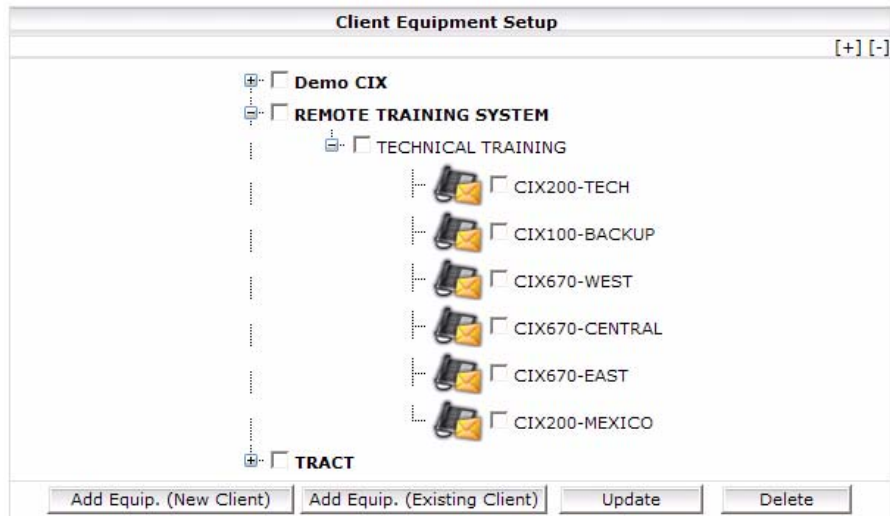 Client Equipment Setup
[+] [-]
Demo CIX
REMOTE TRAINING SYSTEM
TECHNICAL TRAINING
CIX200-TECH
CIX100-BACKUP
CIX670-WEST
CIX670-CENTRAL
CIX670-EAST
CIX200-MEXICO
TRACT
Add Equip. (New Client) Add Equip. (Existing Client) Update Delete